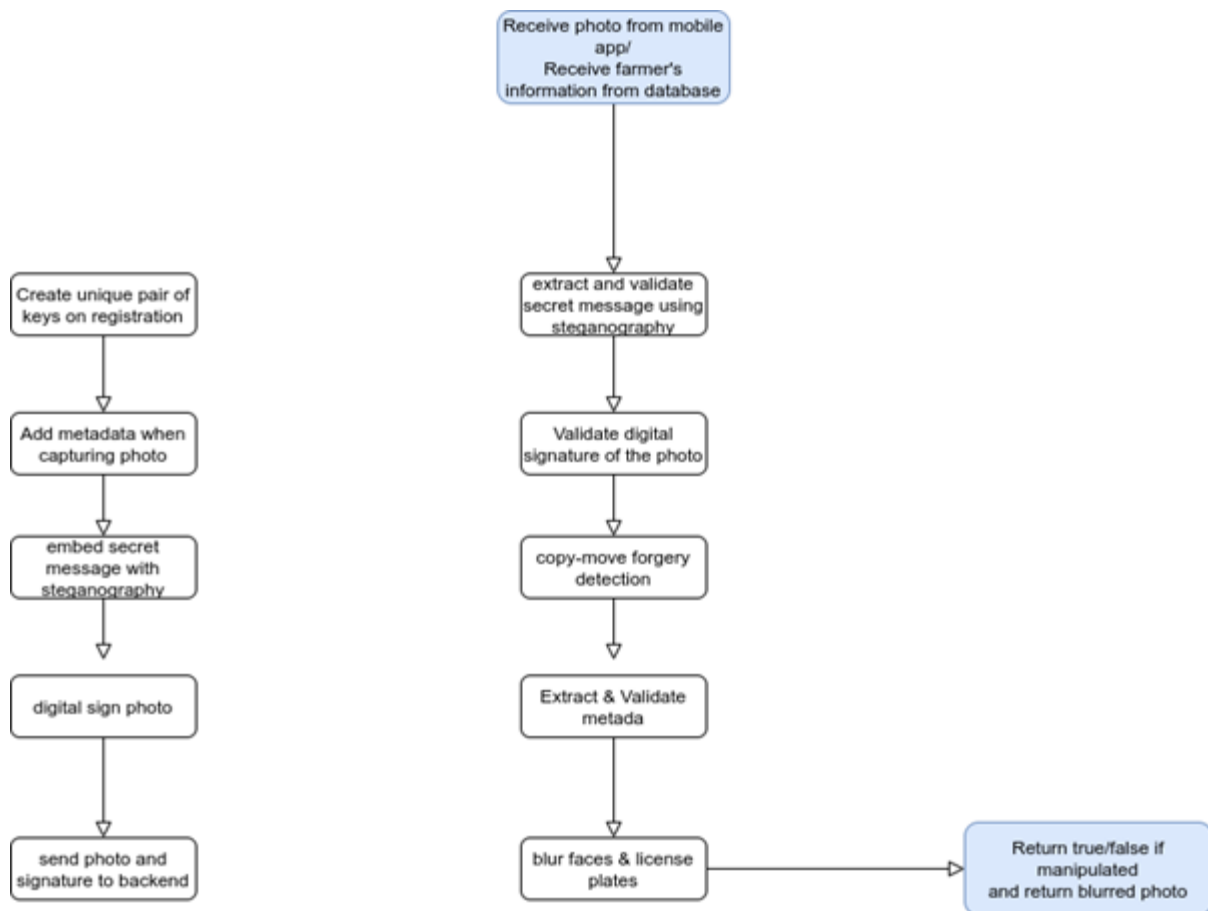 Receive photo from mobile
app/
Receive farmer's
information from database
Create unique pair of
keys on registration
Add metadata when
capturing photo
embed secret
message with
steganography
digital sign photo
send photo and
signature to backend
extract and validate
secret message using
steganography
Validate digital
signature of the photo
copy-move forgery
detection
Extract & Validate
metada
blur faces & license
plates
Return true/false if
manipulated
and return blurred photo